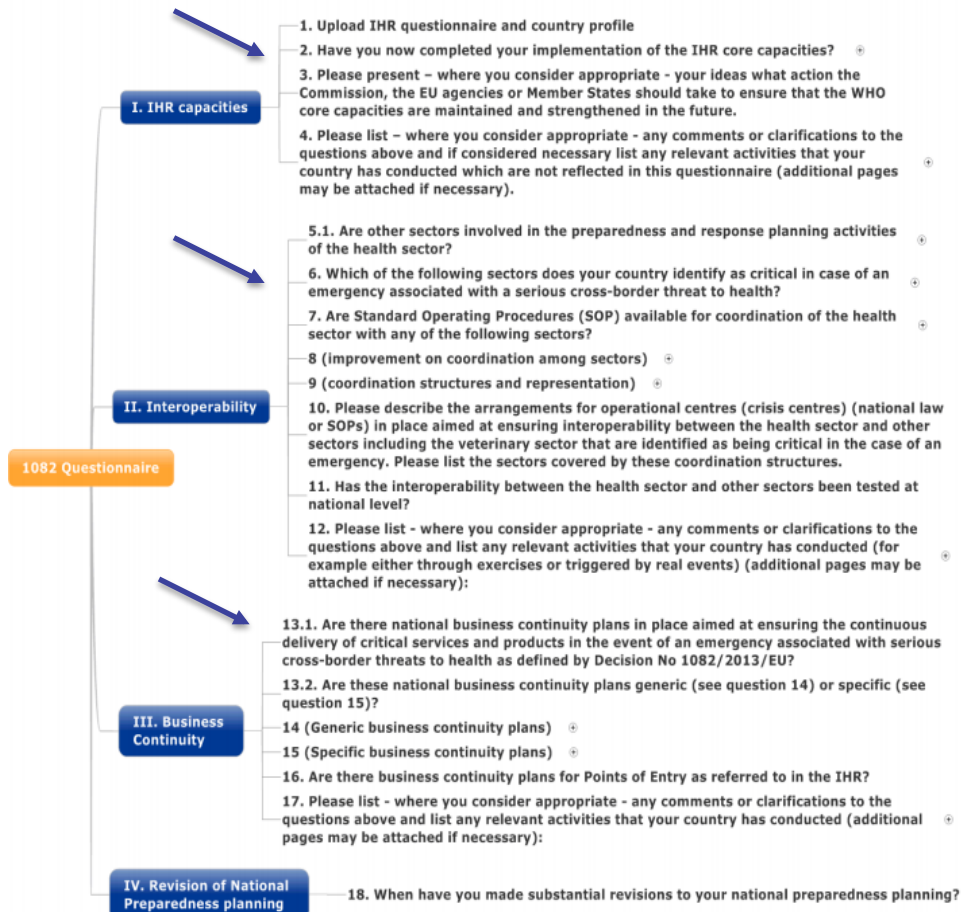 1. Upload IHR questionnaire and country profile
2. Have you now completed your implementation of the IHR core capacities?
3. Please present – where you consider appropriate - your ideas what action the
Commission, the EU agencies or Member States should take to ensure that the WHO
core capacities are maintained and strengthened in the future.
I. IHR capacities
4. Please list – where you consider appropriate - any comments or clarifications to the
questions above and if considered necessary list any relevant activities that your
country has conducted which are not reflected in this questionnaire (additional pages
may be attached if necessary).
5.1. Are other sectors involved in the preparedness and response planning activities
of the health sector?
6. Which of the following sectors does your country identify as critical in case of an
emergency associated with a serious cross-border threat to health?
7. Are Standard Operating Procedures (SOP) available for coordination of the health
sector with any of the following sectors?
8 (improvement on coordination among sectors)
9 (coordination structures and representation)
II. Interoperability
10. Please describe the arrangements for operational centres (crisis centres) (national law
or SOPs) in place aimed at ensuring interoperability between the health sector and other
sectors including the veterinary sector that are identified as being critical in the case of an
emergency. Please list the sectors covered by these coordination structures.
1082 Questionnaire
11. Has the interoperability between the health sector and other sectors been tested at
national level?
12. Please list - where you consider appropriate - any comments or clarifications to the
questions above and list any relevant activities that your country has conducted (for
example either through exercises or triggered by real events) (additional pages may be
attached if necessary):
13.1. Are there national business continuity plans in place aimed at ensuring the continuous
delivery of critical services and products in the event of an emergency associated with serious
cross-border threats to health as defined by Decision No 1082/2013/EU?
13.2. Are these national business continuity plans generic (see question 14) or specific (see
question 15)?
III. Business
Continuity
14 (Generic business continuity plans)
15 (Specific business continuity plans)
16. Are there business continuity plans for Points of Entry as referred to in the IHR?
17. Please list - where you consider appropriate - any comments or clarifications to the
questions above and list any relevant activities that your country has conducted (additional
pages may be attached if necessary):
IV. Revision of National
Preparedness planning
18. When have you made substantial revisions to your national preparedness planning?